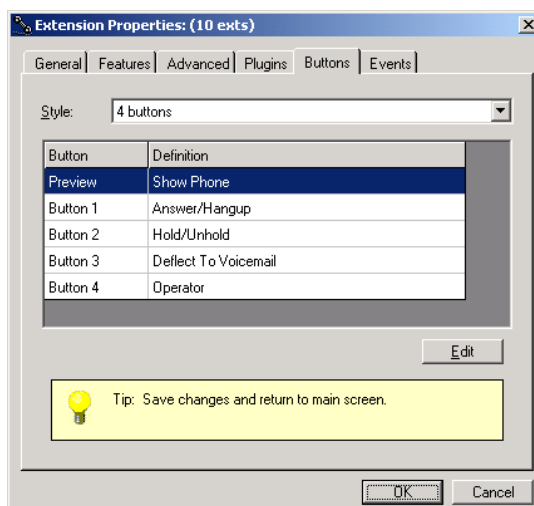 Extension Properties: (10 exts)
General Features Advanced Plugins Buttons Events
Style: 4 buttons
Button Definition
Preview Show Phone
Button 1 Answer/Hangup
Button 2 Hold/Unhold
Button 3 Deflect To Voicemail
Button 4 Operator
Edit
Tip: Save changes and return to main screen.
OK Cancel